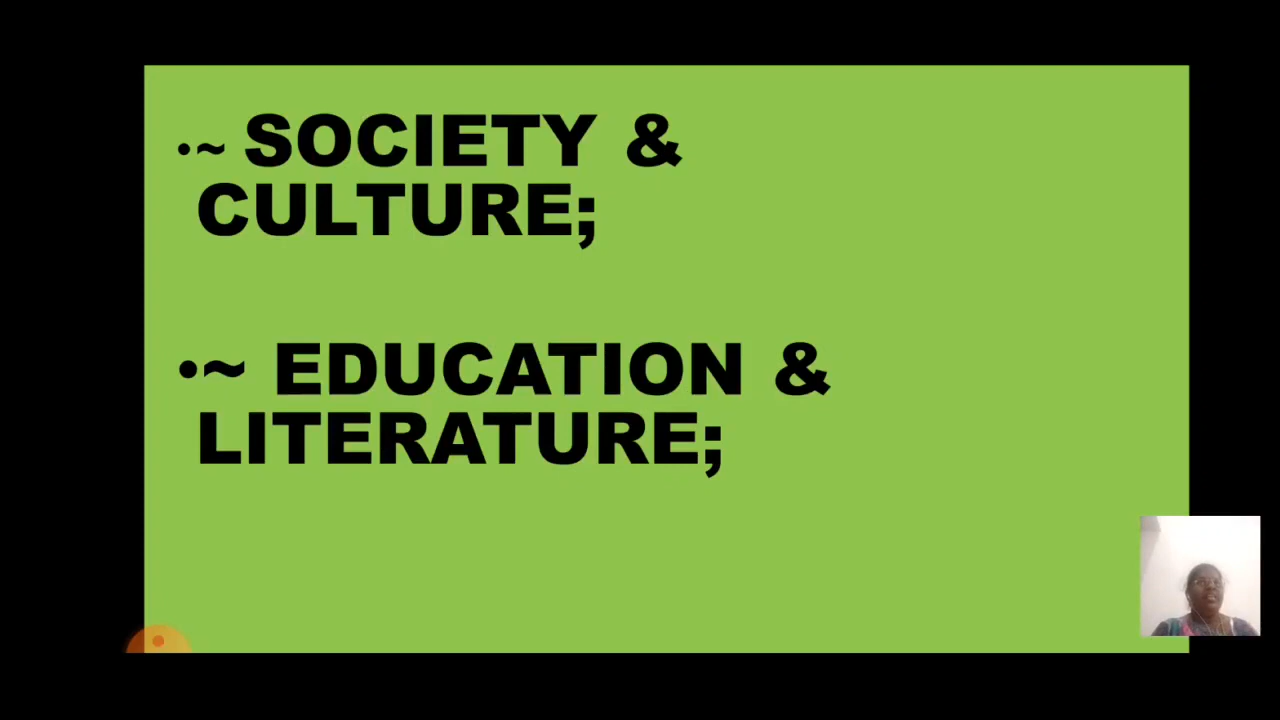 •~ SOCIETY &
CULTURE;
•~ EDUCATION &
LITERATURE;